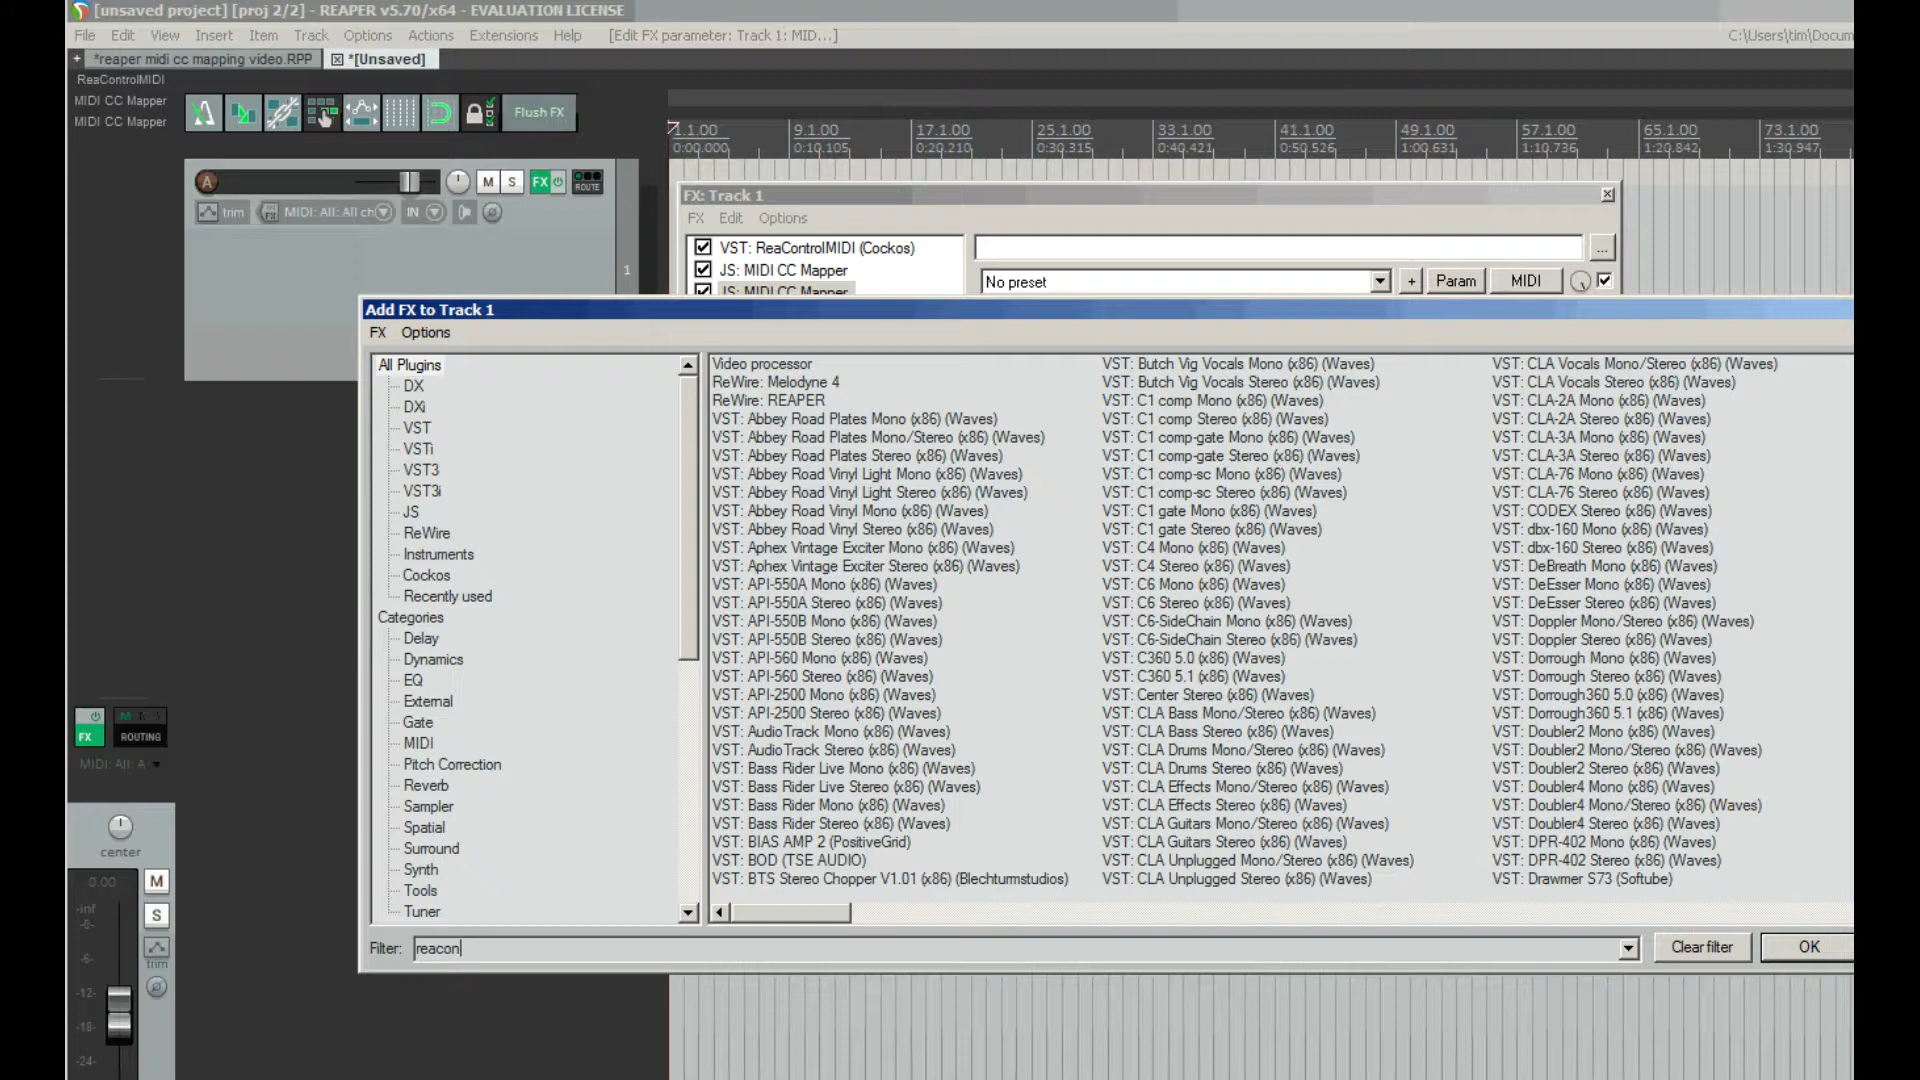 [unsaved project] [proj 2/2] - REAPER v5.70/x64 - EVALUATION LICENSE
File Edit View Insert Item Track Options Actions Extensions Help [Edit FX parameter: Track 1: MID...] C:\Users\tim\Docum
+ *reaper midi cc mapping video.RPP *[Unsaved]
ReaControlMIDI
MIDI CC Mapper
MIDI CC Mapper
Flush FX
1.1.00 9.1.00 17.1.00 25.1.00 33.1.00 41.1.00 49.1.00 57.1.00 65.1.00 73.1.00
0:00.000 0:10.105 0:20.210 0:30.315 0:40.421 0:50.526 1:00.631 1:10.736 1:20.842 1:30.947
A M S FX ROUTE
trim FX MIDI: All: All ch IN
1
FX: Track 1
FX Edit Options
VST: ReaControlMIDI (Cockos)
...
JS: MIDI CC Mapper
JS: MIDI CC Mapper
No preset + Param MIDI
Add FX to Track 1
FX Options
All Plugins
DX
DXi
VST
VSTi
VST3
VST3i
JS
ReWire
Instruments
Cockos
Recently used
Categories
Delay
Dynamics
EQ
External
Gate
MIDI
Pitch Correction
Reverb
Sampler
Spatial
Surround
Synth
Tools
Tuner
Video processor
ReWire: Melodyne 4
ReWire: REAPER
VST: Abbey Road Plates Mono (x86) (Waves)
VST: Abbey Road Plates Mono/Stereo (x86) (Waves)
VST: Abbey Road Plates Stereo (x86) (Waves)
VST: Abbey Road Vinyl Light Mono (x86) (Waves)
VST: Abbey Road Vinyl Light Stereo (x86) (Waves)
VST: Abbey Road Vinyl Mono (x86) (Waves)
VST: Abbey Road Vinyl Stereo (x86) (Waves)
VST: Aphex Vintage Exciter Mono (x86) (Waves)
VST: Aphex Vintage Exciter Stereo (x86) (Waves)
VST: API-550A Mono (x86) (Waves)
VST: API-550A Stereo (x86) (Waves)
VST: API-550B Mono (x86) (Waves)
VST: API-550B Stereo (x86) (Waves)
VST: API-560 Mono (x86) (Waves)
VST: API-560 Stereo (x86) (Waves)
VST: API-2500 Mono (x86) (Waves)
VST: API-2500 Stereo (x86) (Waves)
VST: AudioTrack Mono (x86) (Waves)
VST: AudioTrack Stereo (x86) (Waves)
VST: Bass Rider Live Mono (x86) (Waves)
VST: Bass Rider Live Stereo (x86) (Waves)
VST: Bass Rider Mono (x86) (Waves)
VST: Bass Rider Stereo (x86) (Waves)
VST: BIAS AMP 2 (PositiveGrid)
VST: BOD (TSE AUDIO)
VST: BTS Stereo Chopper V1.01 (x86) (Blechturmstudios)
VST: Butch Vig Vocals Mono (x86) (Waves)
VST: Butch Vig Vocals Stereo (x86) (Waves)
VST: C1 comp Mono (x86) (Waves)
VST: C1 comp Stereo (x86) (Waves)
VST: C1 comp-gate Mono (x86) (Waves)
VST: C1 comp-gate Stereo (x86) (Waves)
VST: C1 comp-sc Mono (x86) (Waves)
VST: C1 comp-sc Stereo (x86) (Waves)
VST: C1 gate Mono (x86) (Waves)
VST: C1 gate Stereo (x86) (Waves)
VST: C4 Mono (x86) (Waves)
VST: C4 Stereo (x86) (Waves)
VST: C6 Mono (x86) (Waves)
VST: C6 Stereo (x86) (Waves)
VST: C6-SideChain Mono (x86) (Waves)
VST: C6-SideChain Stereo (x86) (Waves)
VST: C360 5.0 (x86) (Waves)
VST: C360 5.1 (x86) (Waves)
VST: Center Stereo (x86) (Waves)
VST: CLA Bass Mono/Stereo (x86) (Waves)
VST: CLA Bass Stereo (x86) (Waves)
VST: CLA Drums Mono/Stereo (x86) (Waves)
VST: CLA Drums Stereo (x86) (Waves)
VST: CLA Effects Mono/Stereo (x86) (Waves)
VST: CLA Effects Stereo (x86) (Waves)
VST: CLA Guitars Mono/Stereo (x86) (Waves)
VST: CLA Guitars Stereo (x86) (Waves)
VST: CLA Unplugged Mono/Stereo (x86) (Waves)
VST: CLA Unplugged Stereo (x86) (Waves)
VST: CLA Vocals Mono/Stereo (x86) (Waves)
VST: CLA Vocals Stereo (x86) (Waves)
VST: CLA-2A Mono (x86) (Waves)
VST: CLA-2A Stereo (x86) (Waves)
VST: CLA-3A Mono (x86) (Waves)
VST: CLA-3A Stereo (x86) (Waves)
VST: CLA-76 Mono (x86) (Waves)
VST: CLA-76 Stereo (x86) (Waves)
VST: CODEX Stereo (x86) (Waves)
VST: dbx-160 Mono (x86) (Waves)
VST: dbx-160 Stereo (x86) (Waves)
VST: DeBreath Mono (x86) (Waves)
VST: DeEsser Mono (x86) (Waves)
VST: DeEsser Stereo (x86) (Waves)
VST: Doppler Mono/Stereo (x86) (Waves)
VST: Doppler Stereo (x86) (Waves)
VST: Dorrough Mono (x86) (Waves)
VST: Dorrough Stereo (x86) (Waves)
VST: Dorrough360 5.0 (x86) (Waves)
VST: Dorrough360 5.1 (x86) (Waves)
VST: Doubler2 Mono (x86) (Waves)
VST: Doubler2 Mono/Stereo (x86) (Waves)
VST: Doubler2 Stereo (x86) (Waves)
VST: Doubler4 Mono (x86) (Waves)
VST: Doubler4 Mono/Stereo (x86) (Waves)
VST: Doubler4 Stereo (x86) (Waves)
VST: DPR-402 Mono (x86) (Waves)
VST: DPR-402 Stereo (x86) (Waves)
VST: Drawmer S73 (Softube)
Filter: reacon Clear filter OK
FX ROUTING
MIDI: All: A
center
0.00 M
-inf
-0-
S
-6-
trim
-12-
-18-
-24-